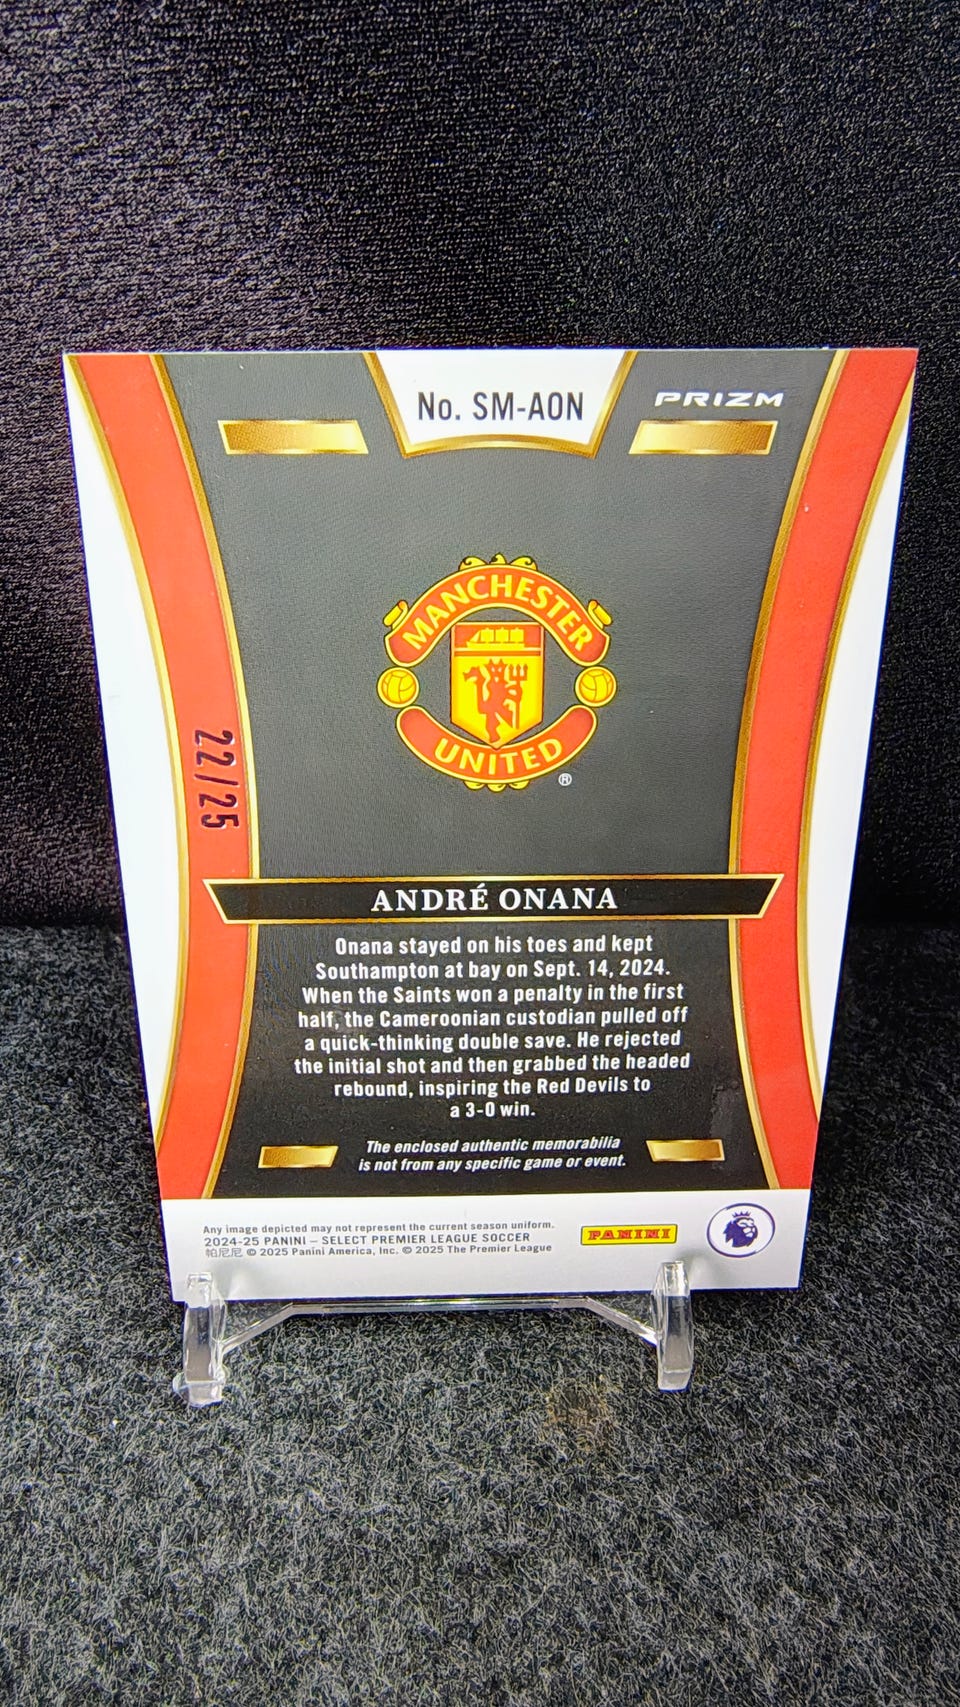 No. SM-AON
PRIZM
MANCHESTER
UNITED
®
22/25
ANDRÉ ONANA
Onana stayed on his toes and kept
Southampton at bay on Sept. 14, 2024.
When the Saints won a penalty in the first
half, the Cameroonian custodian pulled off
a quick-thinking double save. He rejected
the initial shot and then grabbed the headed
rebound, inspiring the Red Devils to
a 3-0 win.
The enclosed authentic memorabilia
is not from any specific game or event.
Any image depicted may not represent the current season uniform.
2024-25 PANINI – SELECT PREMIER LEAGUE SOCCER
帕尼尼 © 2025 Panini America, Inc. © 2025 The Premier League
PANINI